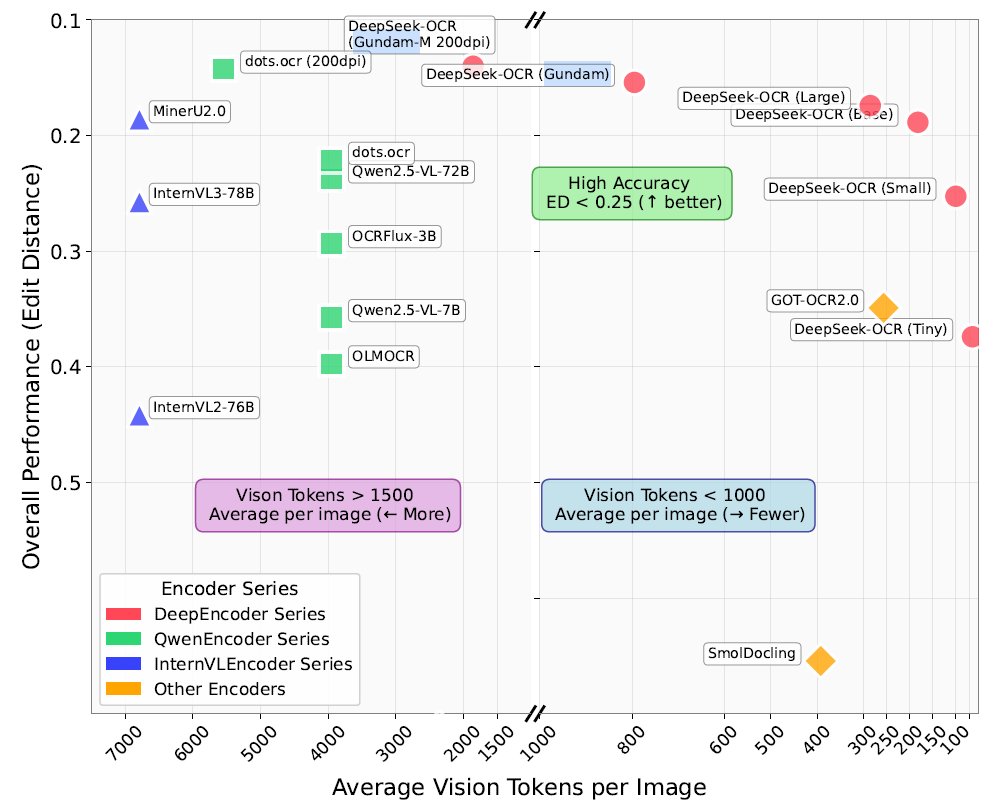 0.1
0.2
0.3
0.4
0.5
Overall Performance (Edit Distance)
DeepSeek-OCR
(Gundam-M 200dpi)
dots.ocr (200dpi)
DeepSeek-OCR (Gundam)
DeepSeek-OCR (Large)
DeepSeek-OCR (Base)
MinerU2.0
dots.ocr
Qwen2.5-VL-72B
High Accuracy
ED < 0.25 (↑ better)
DeepSeek-OCR (Small)
InternVL3-78B
OCRFlux-3B
GOT-OCR2.0
Qwen2.5-VL-7B
DeepSeek-OCR (Tiny)
OLMOCR
InternVL2-76B
Vison Tokens > 1500
Average per image (← More)
Vision Tokens < 1000
Average per image (→ Fewer)
SmolDocling
Encoder Series
DeepEncoder Series
QwenEncoder Series
InternVLEncoder Series
Other Encoders
7000
6000
5000
4000
3000
2000
1500
1000
800
600
500
400
300
250
200
150
100
Average Vision Tokens per Image